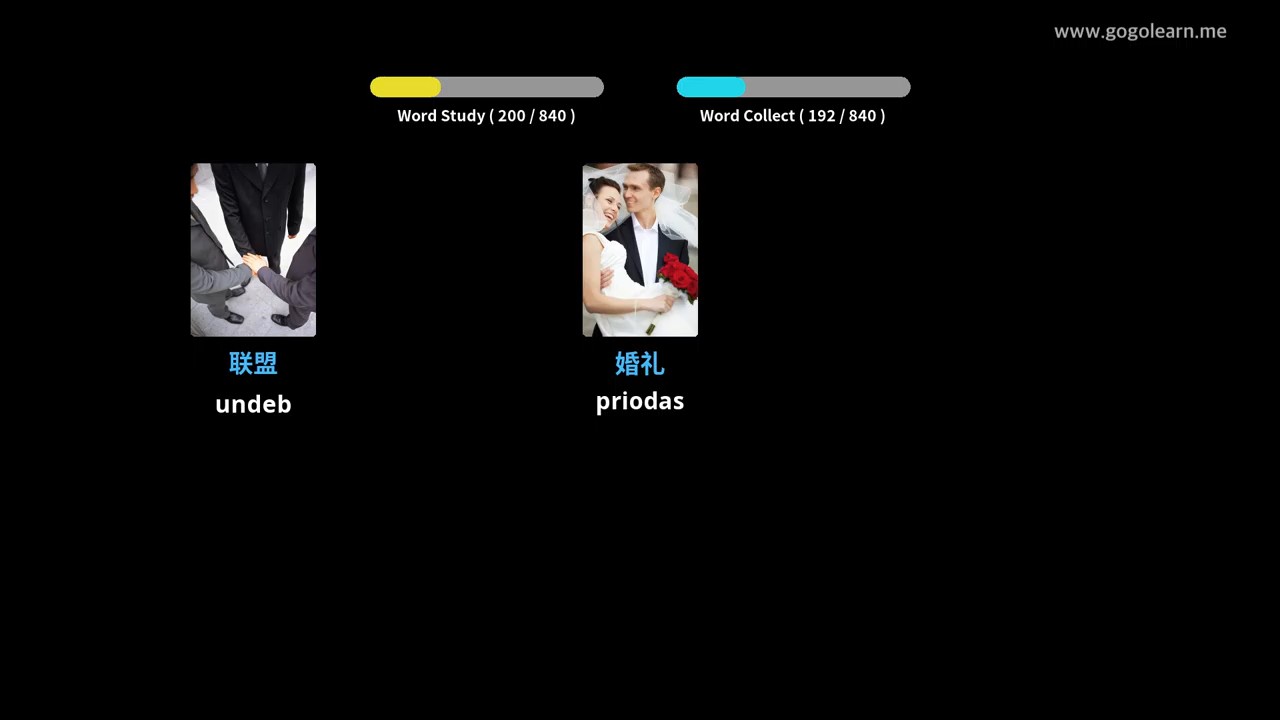 www.gogolearn.me
Word Study ( 200 / 840 )
Word Collect ( 192 / 840 )
联盟
婚礼
undeb
priodas